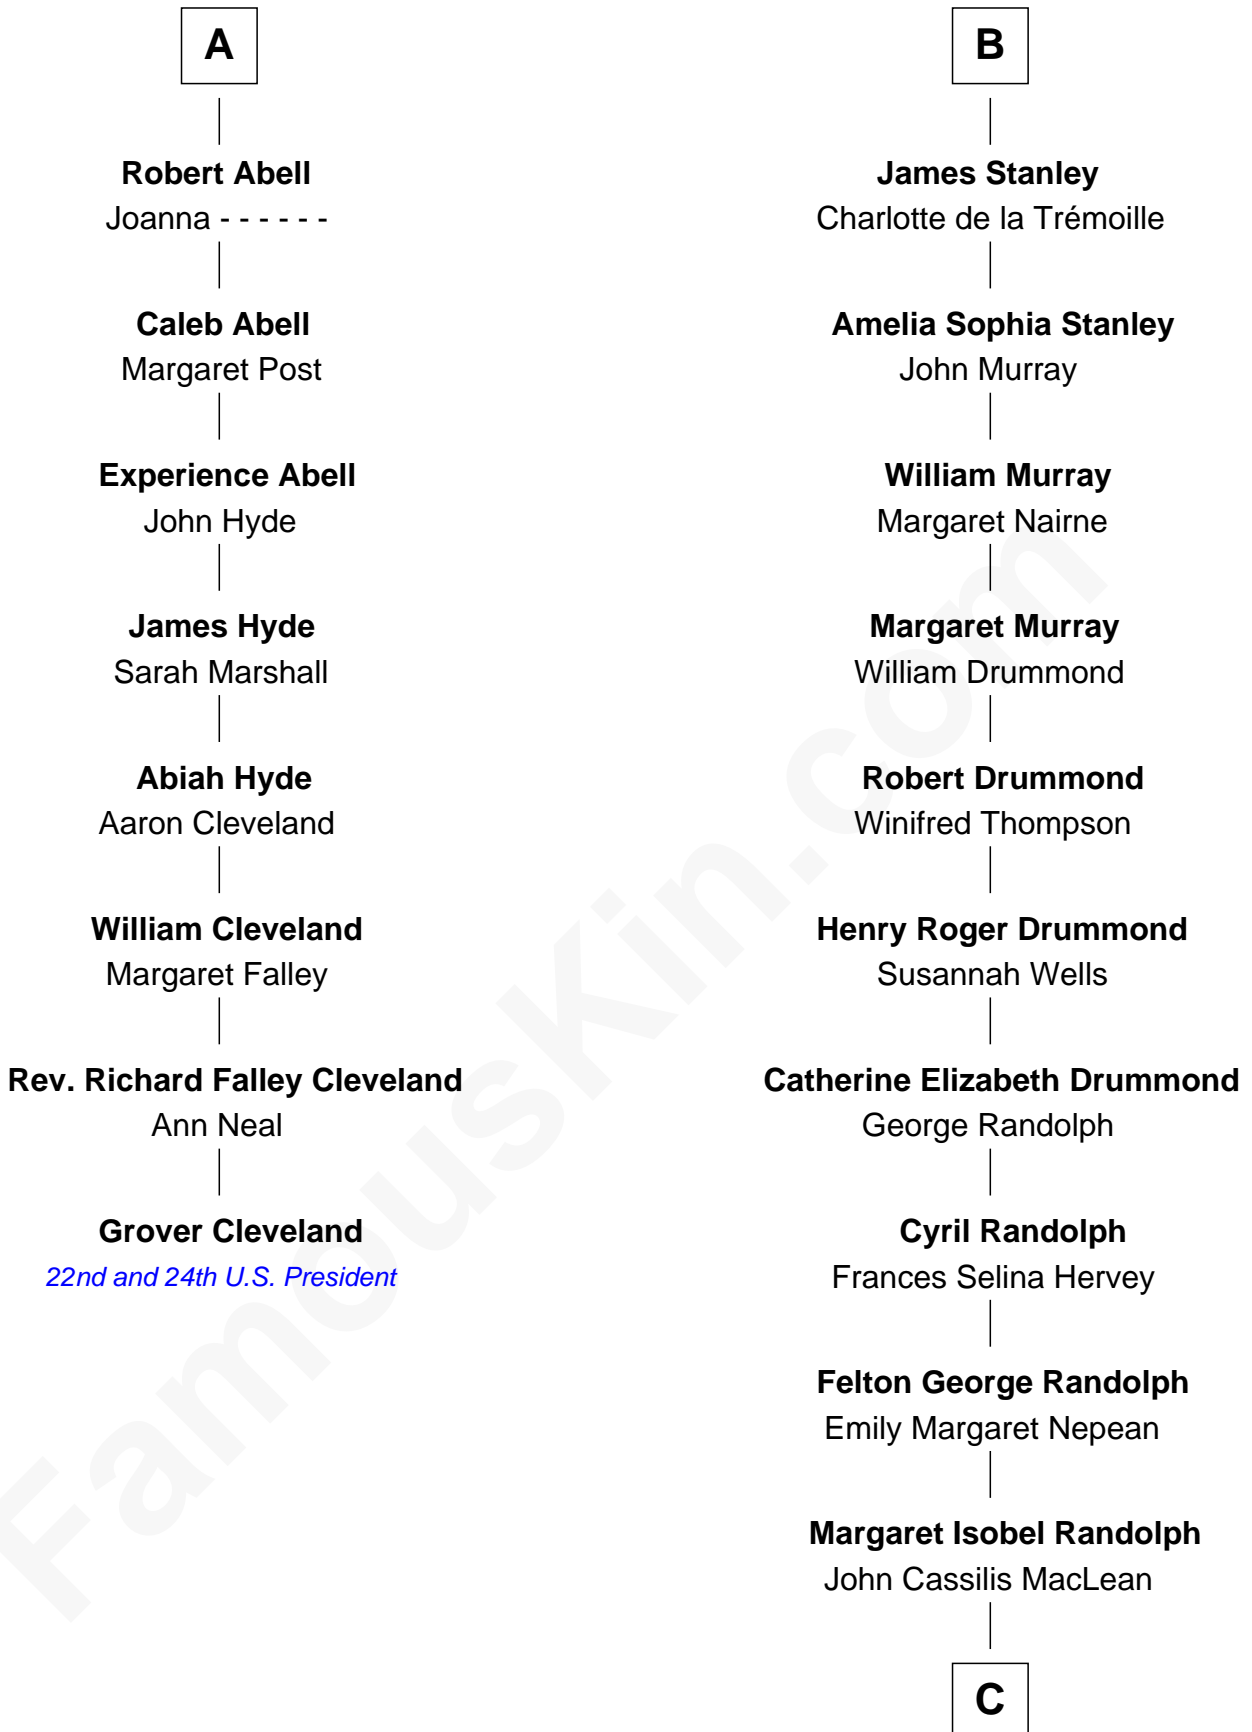 A
Robert Abell
Joanna - - - - - -
Caleb Abell
Margaret Post
Experience Abell
John Hyde
James Hyde
Sarah Marshall
Abiah Hyde
Aaron Cleveland
William Cleveland
Margaret Falley
Rev. Richard Falley Cleveland
Ann Neal
Grover Cleveland
22nd and 24th U.S. President
B
James Stanley
Charlotte de la Trémoille
Amelia Sophia Stanley
John Murray
William Murray
Margaret Nairne
Margaret Murray
William Drummond
Robert Drummond
Winifred Thompson
Henry Roger Drummond
Susannah Wells
Catherine Elizabeth Drummond
George Randolph
Cyril Randolph
Frances Selina Hervey
Felton George Randolph
Emily Margaret Nepean
Margaret Isobel Randolph
John Cassilis MacLean
C
FamousKin.com